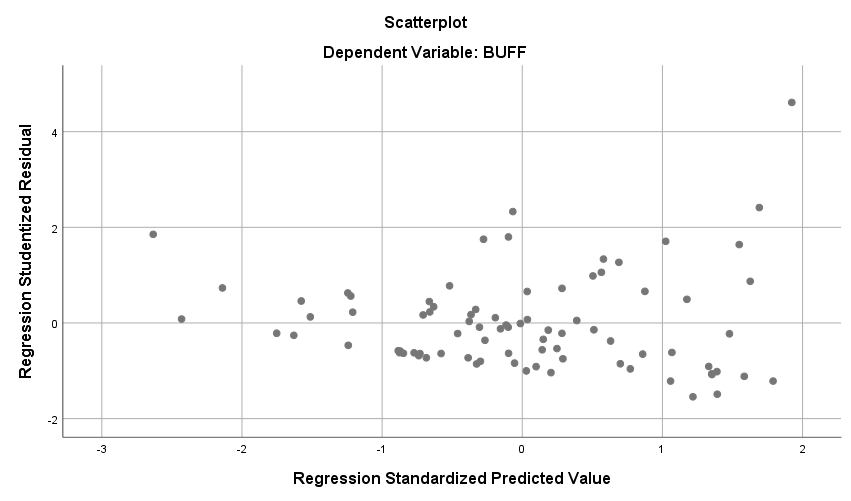 Scatterplot
Dependent Variable: BUFF
Regression Studentized Residual
4
2
0
-2
-3
-2
-1
0
1
2
Regression Standardized Predicted Value